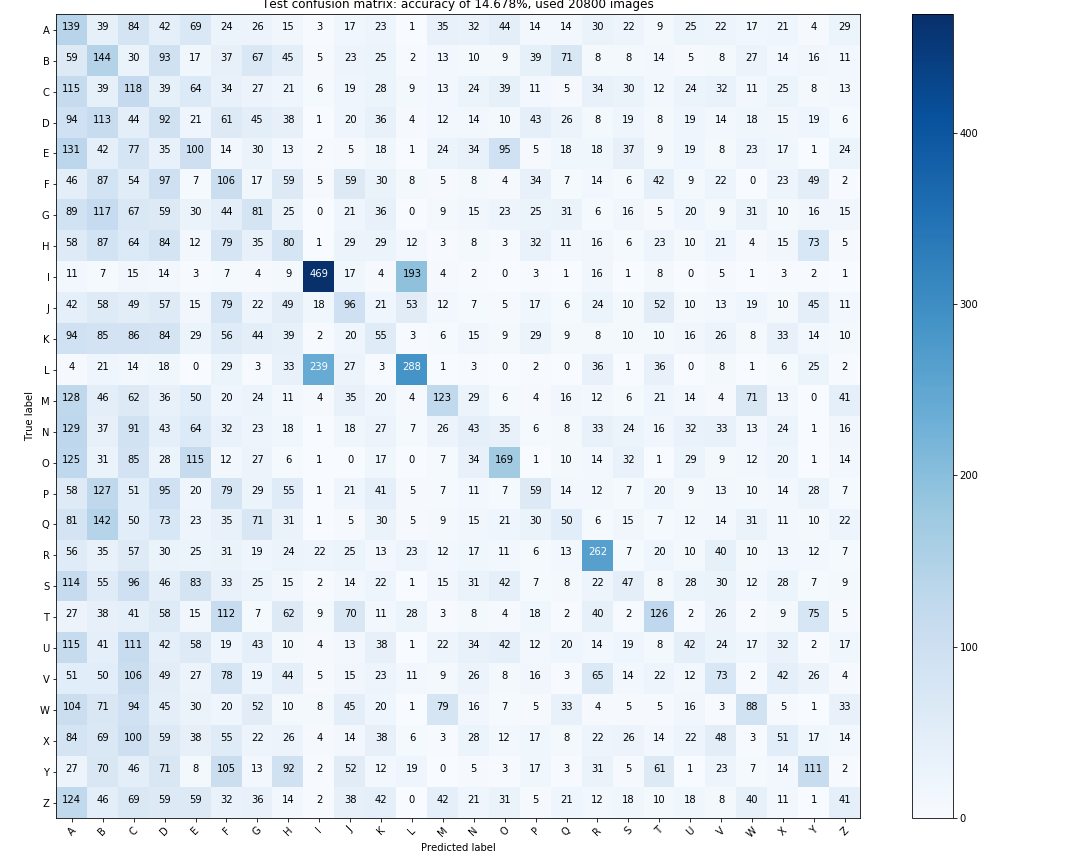 Test confusion matrix: accuracy of 14.678%, used 20800 images
A 139 39 84 42 69 24 26 15 3 17 23 1 35 32 44 14 14 30 22 9 25 22 17 21 4 29
B 59 144 30 93 17 37 67 45 5 23 25 2 13 10 9 39 71 8 8 14 5 8 27 14 16 11
C 115 39 118 39 64 34 27 21 6 19 28 9 13 24 39 11 5 34 30 12 24 32 11 25 8 13
400
D 94 113 44 92 21 61 45 38 1 20 36 4 12 14 10 43 26 8 19 8 19 14 18 15 19 6
E 131 42 77 35 100 14 30 13 2 5 18 1 24 34 95 5 18 18 37 9 19 8 23 17 1 24
F 46 87 54 97 7 106 17 59 5 59 30 8 5 8 4 34 7 14 6 42 9 22 0 23 49 2
G 89 117 67 59 30 44 81 25 0 21 36 0 9 15 23 25 31 6 16 5 20 9 31 10 16 15
H 58 87 64 84 12 79 35 80 1 29 29 12 3 8 3 32 11 16 6 23 10 21 4 15 73 5
I 11 7 15 14 3 7 4 9 469 17 4 193 4 2 0 3 1 16 1 8 0 5 1 3 2 1
300
J 42 58 49 57 15 79 22 49 18 96 21 53 12 7 5 17 6 24 10 52 10 13 19 10 45 11
K 94 85 86 84 29 56 44 39 2 20 55 3 6 15 9 29 9 8 10 10 16 26 8 33 14 10
L 4 21 14 18 0 29 3 33 239 27 3 288 1 3 0 2 0 36 1 36 0 8 1 6 25 2
M 128 46 62 36 50 20 24 11 4 35 20 4 123 29 6 4 16 12 6 21 14 4 71 13 0 41
True label
N 129 37 91 43 64 32 23 18 1 18 27 7 26 43 35 6 8 33 24 16 32 33 13 24 1 16
O 125 31 85 28 115 12 27 6 1 0 17 0 7 34 169 1 10 14 32 1 29 9 12 20 1 14
200
P 58 127 51 95 20 79 29 55 1 21 41 5 7 11 7 59 14 12 7 20 9 13 10 14 28 7
Q 81 142 50 73 23 35 71 31 1 5 30 5 9 15 21 30 50 6 15 7 12 14 31 11 10 22
R 56 35 57 30 25 31 19 24 22 25 13 23 12 17 11 6 13 262 7 20 10 40 10 13 12 7
S 114 55 96 46 83 33 25 15 2 14 22 1 15 31 42 7 8 22 47 8 28 30 12 28 7 9
T 27 38 41 58 15 112 7 62 9 70 11 28 3 8 4 18 2 40 2 126 2 26 2 9 75 5
U 115 41 111 42 58 19 43 10 4 13 38 1 22 34 42 12 20 14 19 8 42 24 17 32 2 17
100
V 51 50 106 49 27 78 19 44 5 15 23 11 9 26 8 16 3 65 14 22 12 73 2 42 26 4
W 104 71 94 45 30 20 52 10 8 45 20 1 79 16 7 5 33 4 5 5 16 3 88 5 1 33
X 84 69 100 59 38 55 22 26 4 14 38 6 3 28 12 17 8 22 26 14 22 48 3 51 17 14
Y 27 70 46 71 8 105 13 92 2 52 12 19 0 5 3 17 3 31 5 61 1 23 7 14 111 2
Z 124 46 69 59 59 32 36 14 2 38 42 0 42 21 31 5 21 12 18 10 18 8 40 11 1 41
0
A B C D E F G H I J K L M N O P Q R S T U V W X Y Z
Predicted label